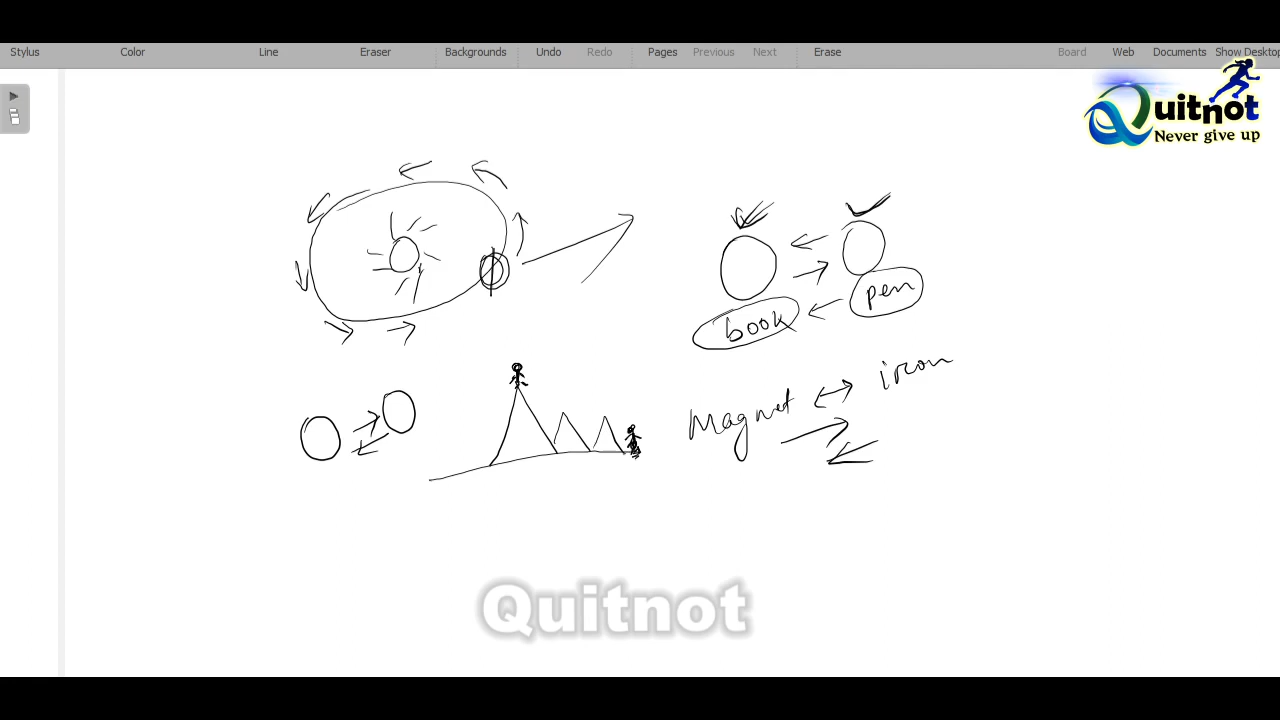 Stylus Color Line Eraser Backgrounds Undo Redo Pages Previous Next Erase Board Web Documents Show Desktop
Quitnot
Never give up
pen
book
Magnet iron
Quitnot